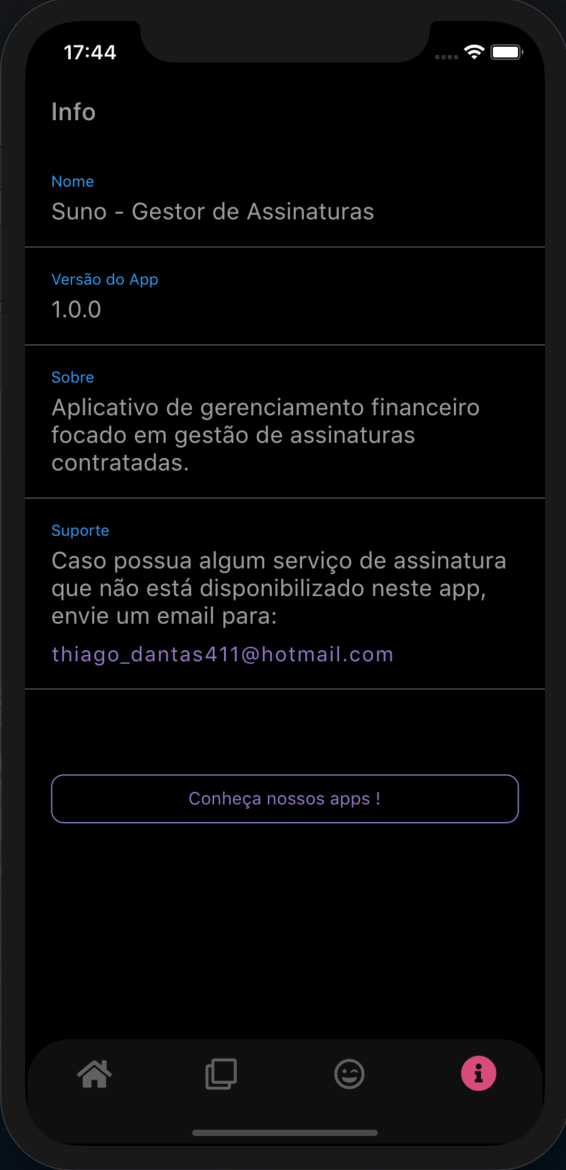 17:44
Info
Nome
Suno - Gestor de Assinaturas
Versão do App
1.0.0
Sobre
Aplicativo de gerenciamento financeiro
focado em gestão de assinaturas
contratadas.
Suporte
Caso possua algum serviço de assinatura
que não está disponibilizado neste app,
envie um email para:
thiago_dantas411@hotmail.com
Conheça nossos apps !